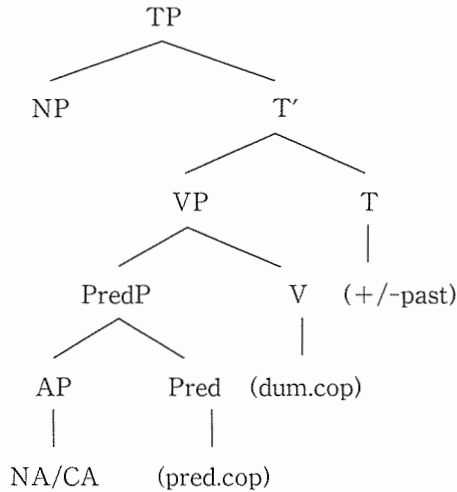 TP
NP T′
VP T
PredP V (+/-past)
AP Pred (dum.cop)
NA/CA (pred.cop)